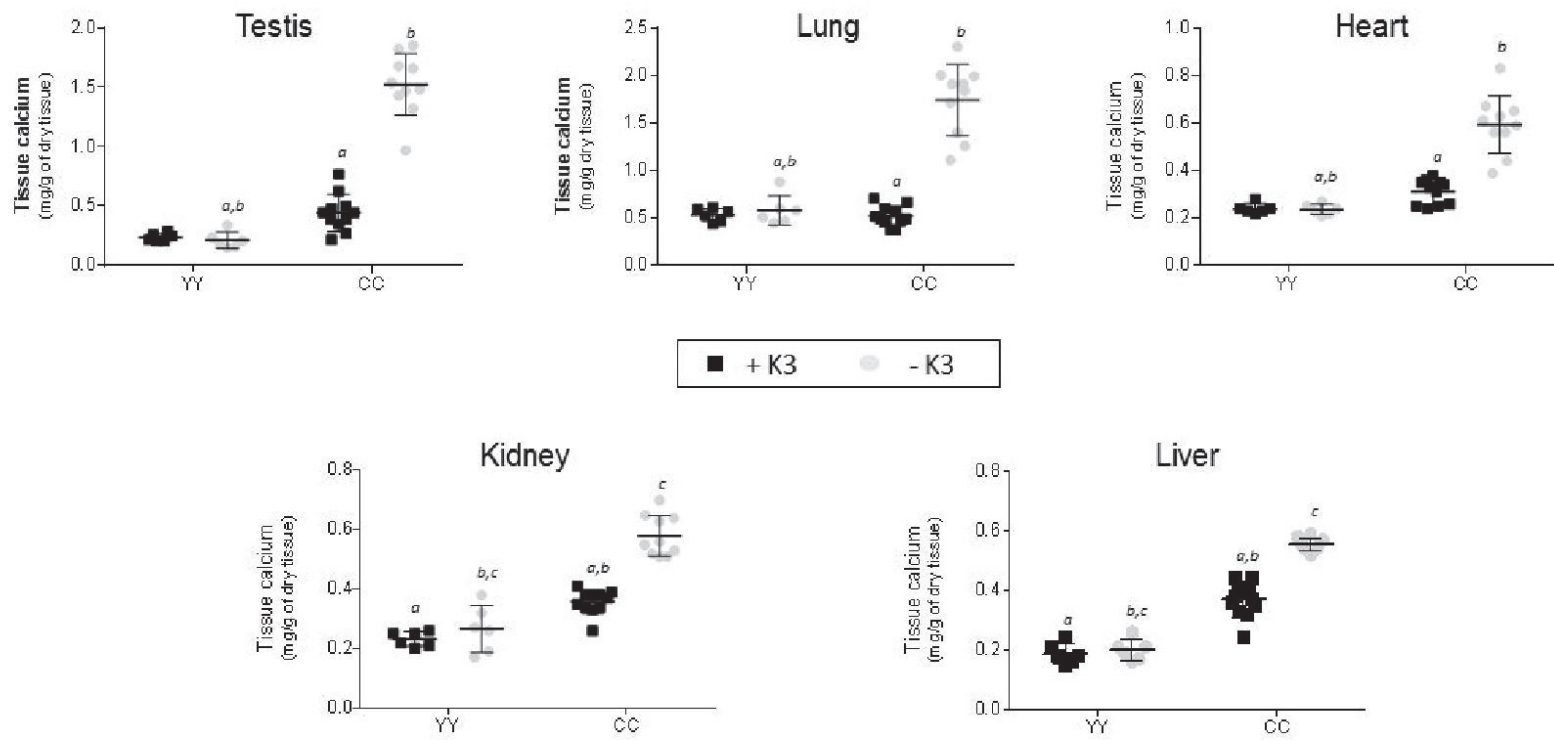 Testis
Tissue calcium
(mg/g of dry tissue)
2.0
1.5
1.0
0.5
0.0
a,b
a
b
YY
CC
Lung
Tissue calcium
(mg/g dry tissue)
2.5
2.0
1.5
1.0
0.5
0.0
a,b
a
b
YY
CC
Heart
Tissue calcium
(mg/g of dry tissue)
1.0
0.8
0.6
0.4
0.2
0.0
a,b
a
b
YY
CC
+ K3
- K3
Kidney
Tissue calcium
(mg/g of dry tissue)
0.8
0.6
0.4
0.2
0.0
a
b,c
a,b
c
YY
CC
Liver
Tissue calcium
(mg/g of dry tissue)
0.8
0.6
0.4
0.2
0.0
a
b,c
a,b
c
YY
CC